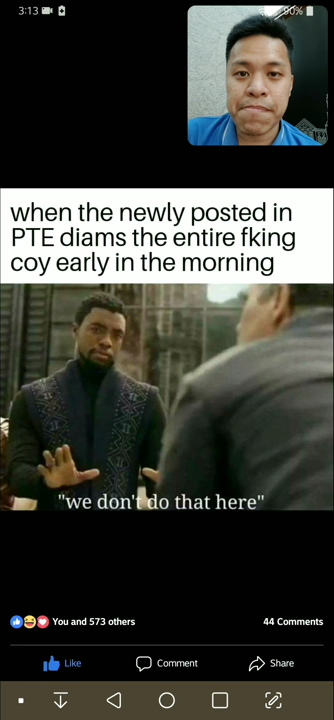 3:13
90%
when the newly posted in
PTE diams the entire fking
coy early in the morning
"we don't do that here"
You and 573 others
44 Comments
Like
Comment
Share